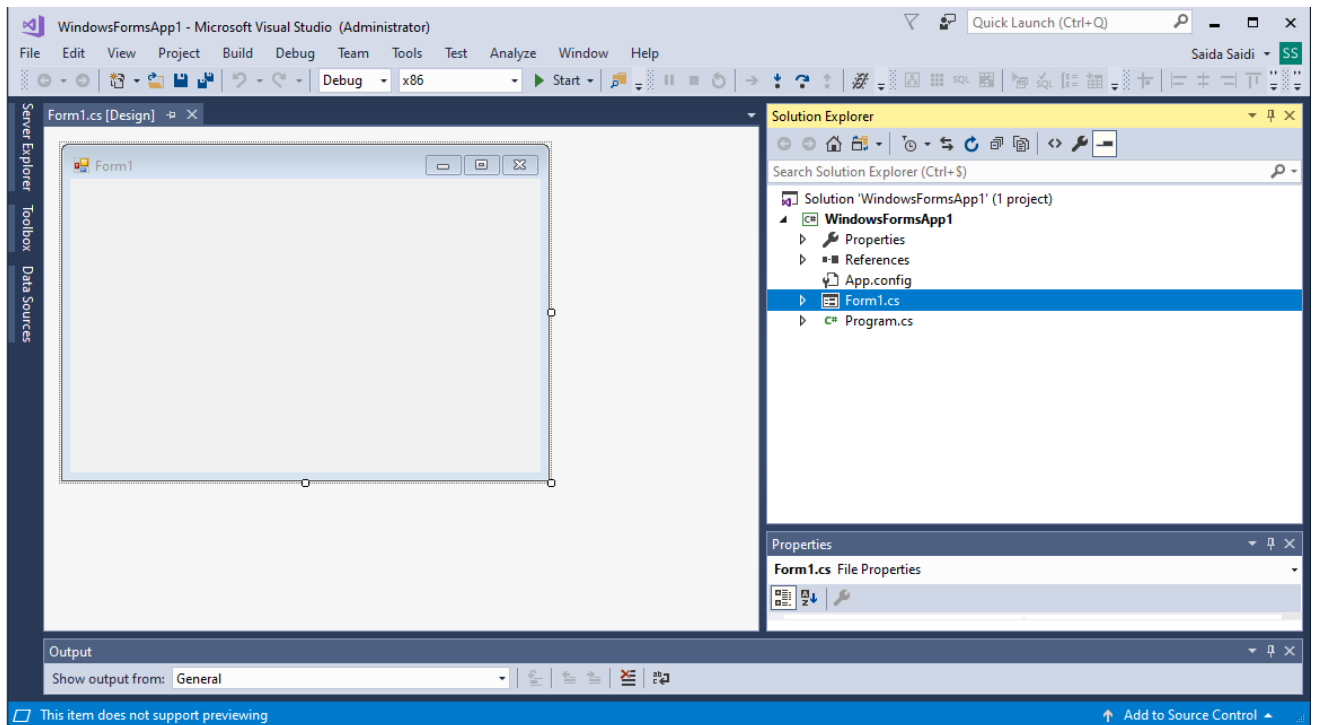 WindowsFormsApp1 - Microsoft Visual Studio (Administrator)
Quick Launch (Ctrl+Q)
File Edit View Project Build Debug Team Tools Test Analyze Window Help
Saida Saidi SS
Debug x86 Start
Server Explorer
Toolbox
Data Sources
Form1.cs [Design]
Form1
Solution Explorer
Search Solution Explorer (Ctrl+$)
Solution 'WindowsFormsApp1' (1 project)
C# WindowsFormsApp1
Properties
References
App.config
Form1.cs
C# Program.cs
Properties
Form1.cs File Properties
Output
Show output from: General
This item does not support previewing
Add to Source Control